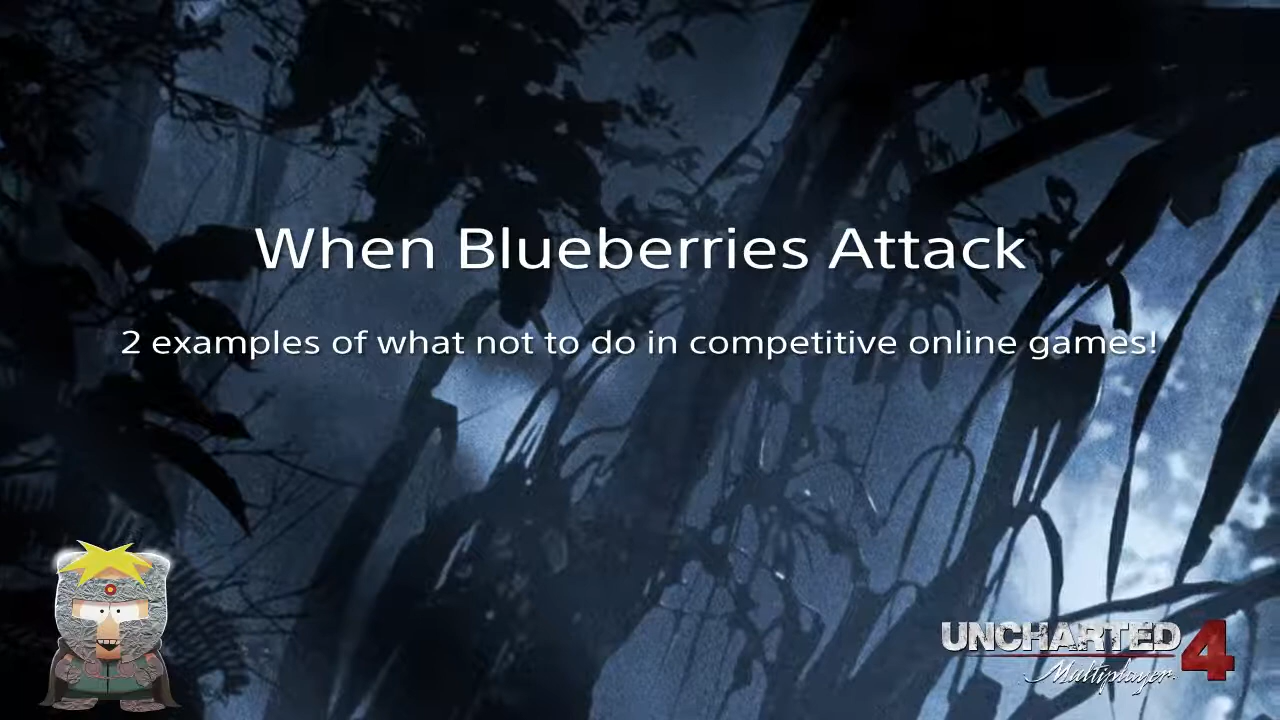 When Blueberries Attack
2 examples of what not to do in competitive online games!
UNCHARTED 4
Multiplayer